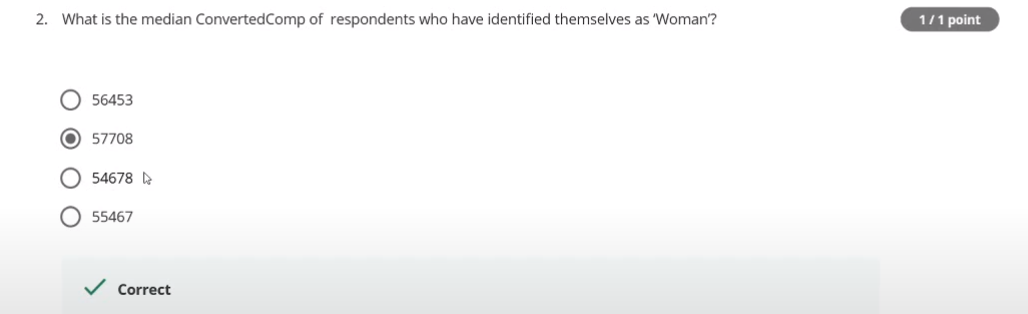 2. What is the median ConvertedComp of respondents who have identified themselves as ‘Woman’?
1 / 1 point
56453
57708
54678
55467
Correct